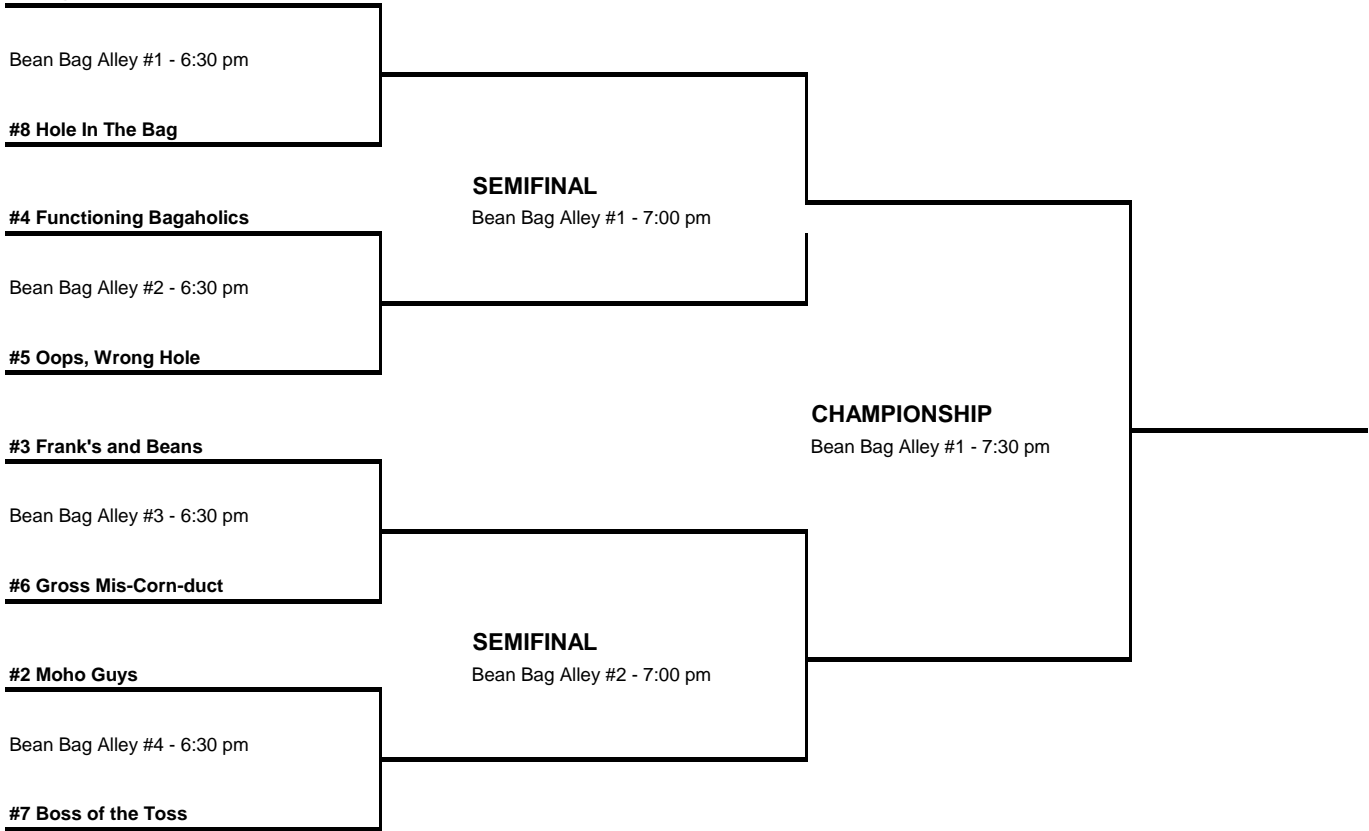 Bean Bag Alley #1 - 6:30 pm
#8 Hole In The Bag
SEMIFINAL
#4 Functioning Bagaholics
Bean Bag Alley #1 - 7:00 pm
Bean Bag Alley #2 - 6:30 pm
#5 Oops, Wrong Hole
CHAMPIONSHIP
#3 Frank's and Beans
Bean Bag Alley #1 - 7:30 pm
Bean Bag Alley #3 - 6:30 pm
#6 Gross Mis-Corn-duct
SEMIFINAL
#2 Moho Guys
Bean Bag Alley #2 - 7:00 pm
Bean Bag Alley #4 - 6:30 pm
#7 Boss of the Toss